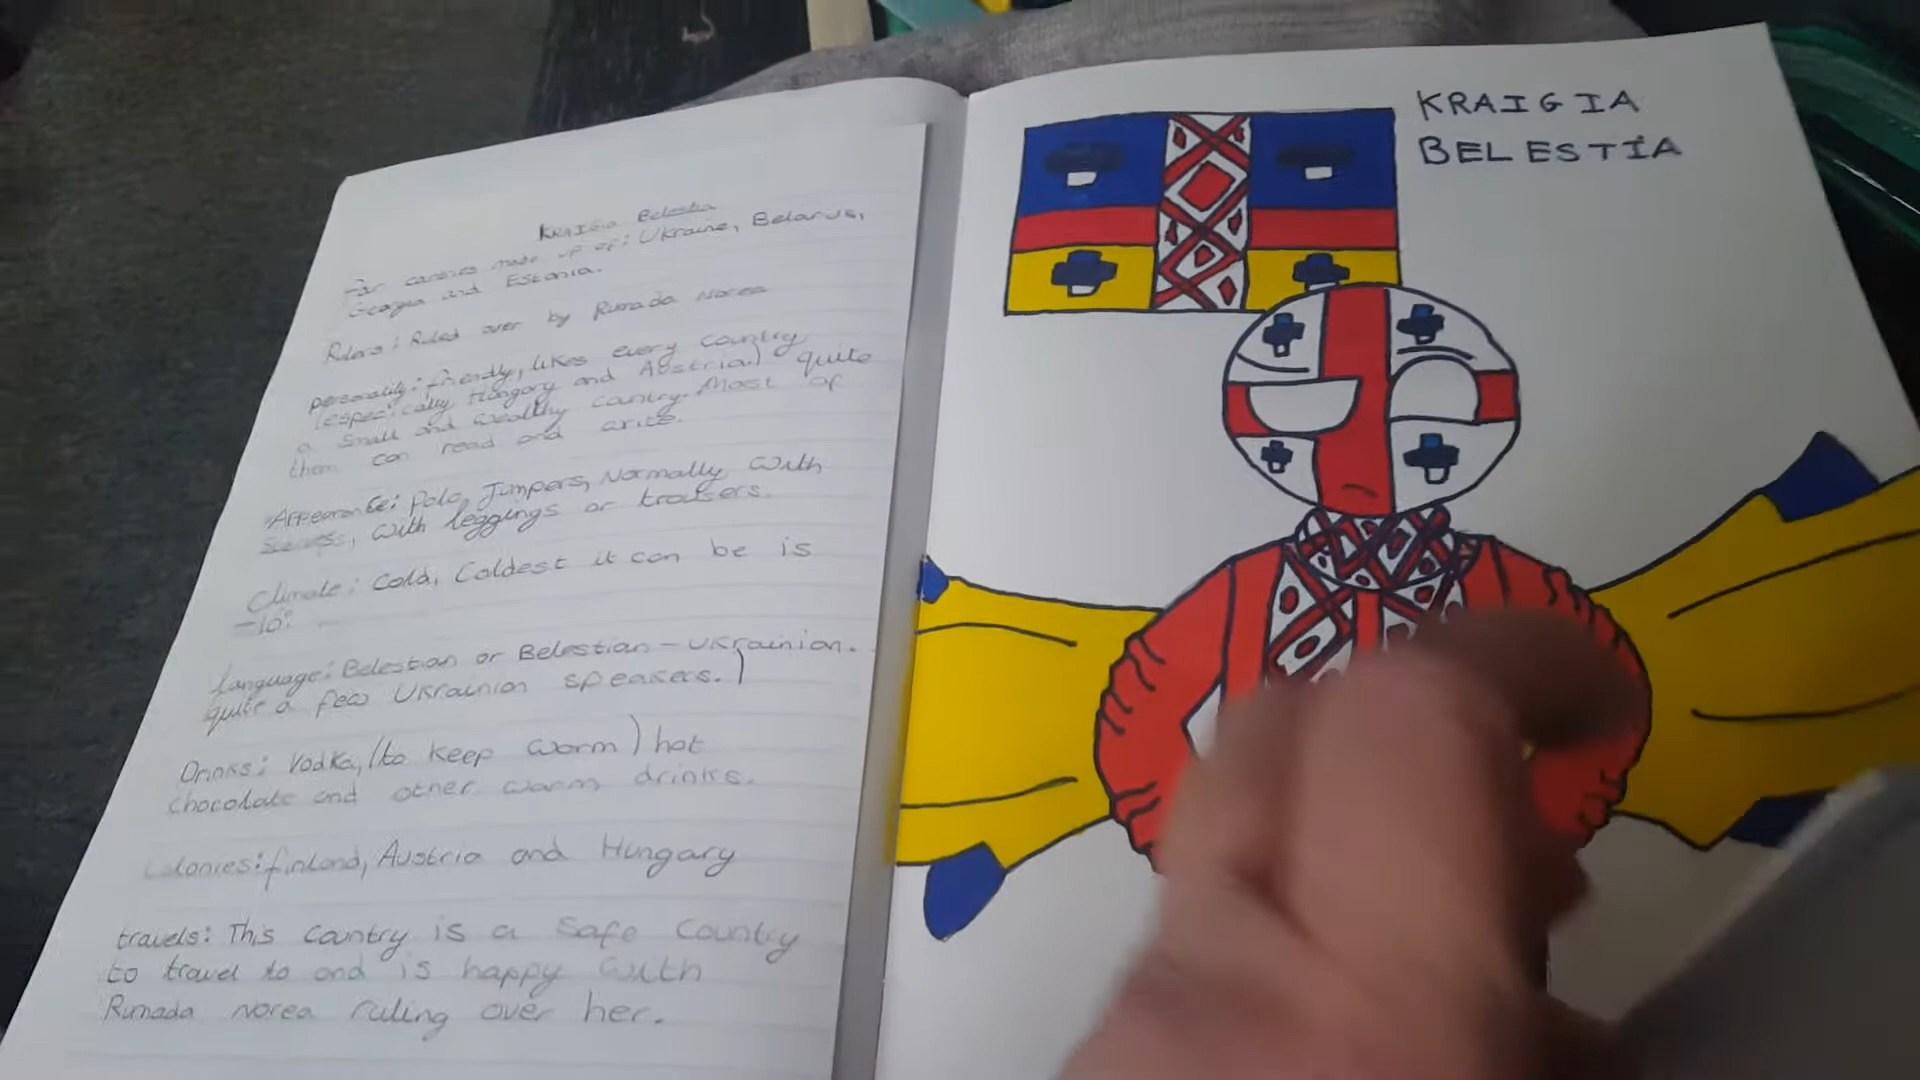 KRAIGIA Belestia
For cantries made up of: Ukraine, Belarus,
Georgia and Estonia.
Rulers: Ruled over by Rumada Norea
personality: friendly, likes every country
(especically Hungory and Austria.) quite
a small and wealthy country. Most of
them can read and write.
Appearance: Polo, Jumpers, Normally with
with leggings or trousers.
Climate: Cold, Coldest it can be is
-10°.
language: Belestian or Belestian - Ukrainian.
quite a few Ukrainion speakers.)
Drinks: Vodka, (to keep worm) hot
chocolate and other warm drinks.
Colonies: finland, Austria and Hungary
travels: This country is a safe country
to travel to and is happy with
Rumada Norea ruling over her.
KRAIGIA
BELESTIA